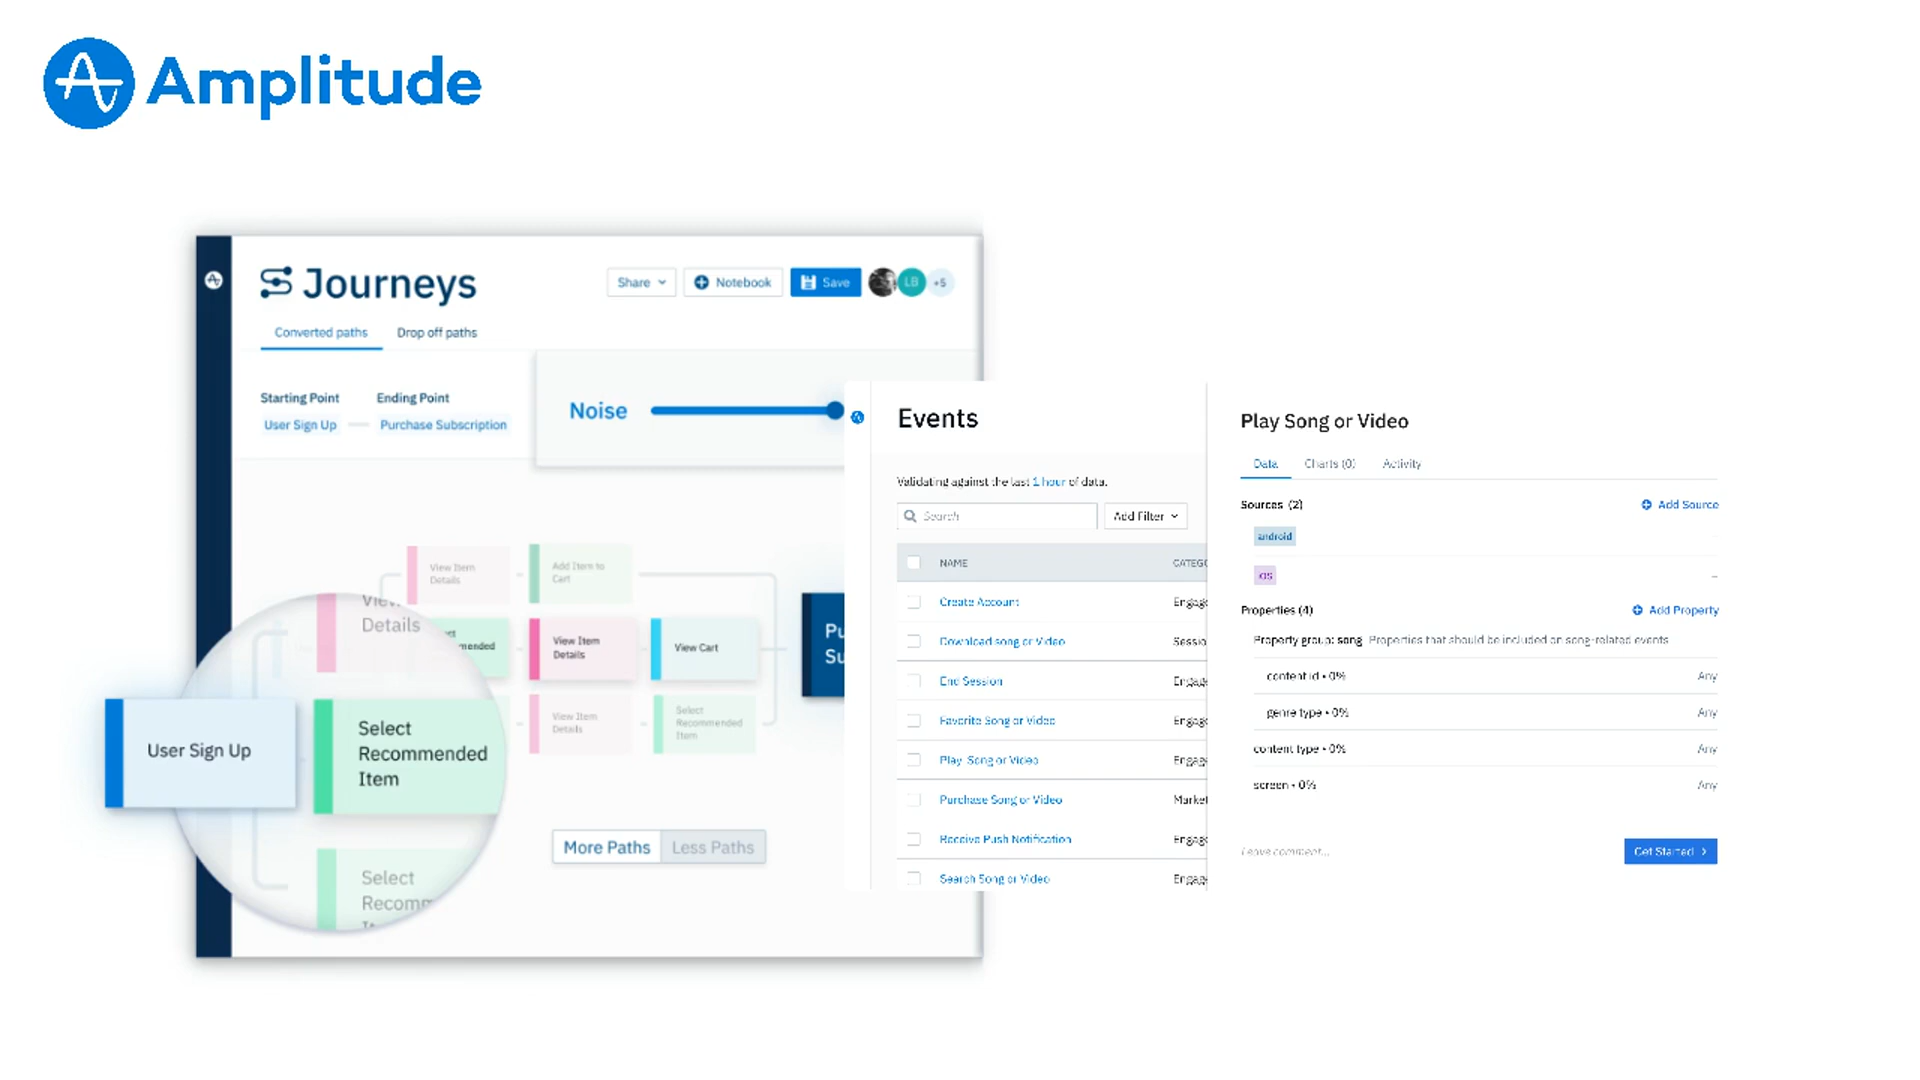 Amplitude
Journeys
Share
Notebook
Save
LB
+5
Converted paths
Drop off paths
Starting Point
Ending Point
User Sign Up
Purchase Subscription
Noise
View Item
Details
Add Item to
Cart
View Item
Details
View Cart
View Item
Details
Select
Recommended
Item
Details
User Sign Up
Select
Recommended
Item
Select
More Paths
Less Paths
Events
Validating against the last 1 hour of data.
Search
Add Filter
NAME
Create Account
Download song or Video
End Session
Favorite Song or Video
Play Song or Video
Purchase Song or Video
Receive Push Notification
Search Song or Video
Play Song or Video
Data
Charts (0)
Activity
Sources (2)
Add Source
android
ios
Properties (4)
Add Property
Property group: song Properties that should be included on song-related events
content id • 0%
Any
genre type • 0%
Any
content type • 0%
Any
screen • 0%
Any
Leave comment...
Get Started